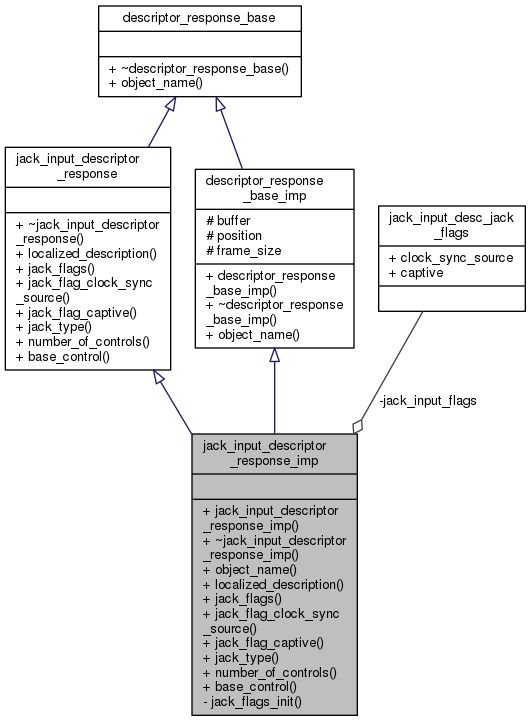 descriptor_response_base
+ ~descriptor_response_base()
+ object_name()
jack_input_descriptor
_response
+ ~jack_input_descriptor
_response()
+ localized_description()
+ jack_flags()
+ jack_flag_clock_sync
_source()
+ jack_flag_captive()
+ jack_type()
+ number_of_controls()
+ base_control()
descriptor_response
_base_imp
# buffer
# position
# frame_size
+ descriptor_response
_base_imp()
+ ~descriptor_response
_base_imp()
+ object_name()
jack_input_desc_jack
_flags
+ clock_sync_source
+ captive
-jack_input_flags
jack_input_descriptor
_response_imp
+ jack_input_descriptor
_response_imp()
+ ~jack_input_descriptor
_response_imp()
+ object_name()
+ localized_description()
+ jack_flags()
+ jack_flag_clock_sync
_source()
+ jack_flag_captive()
+ jack_type()
+ number_of_controls()
+ base_control()
- jack_flags_init()